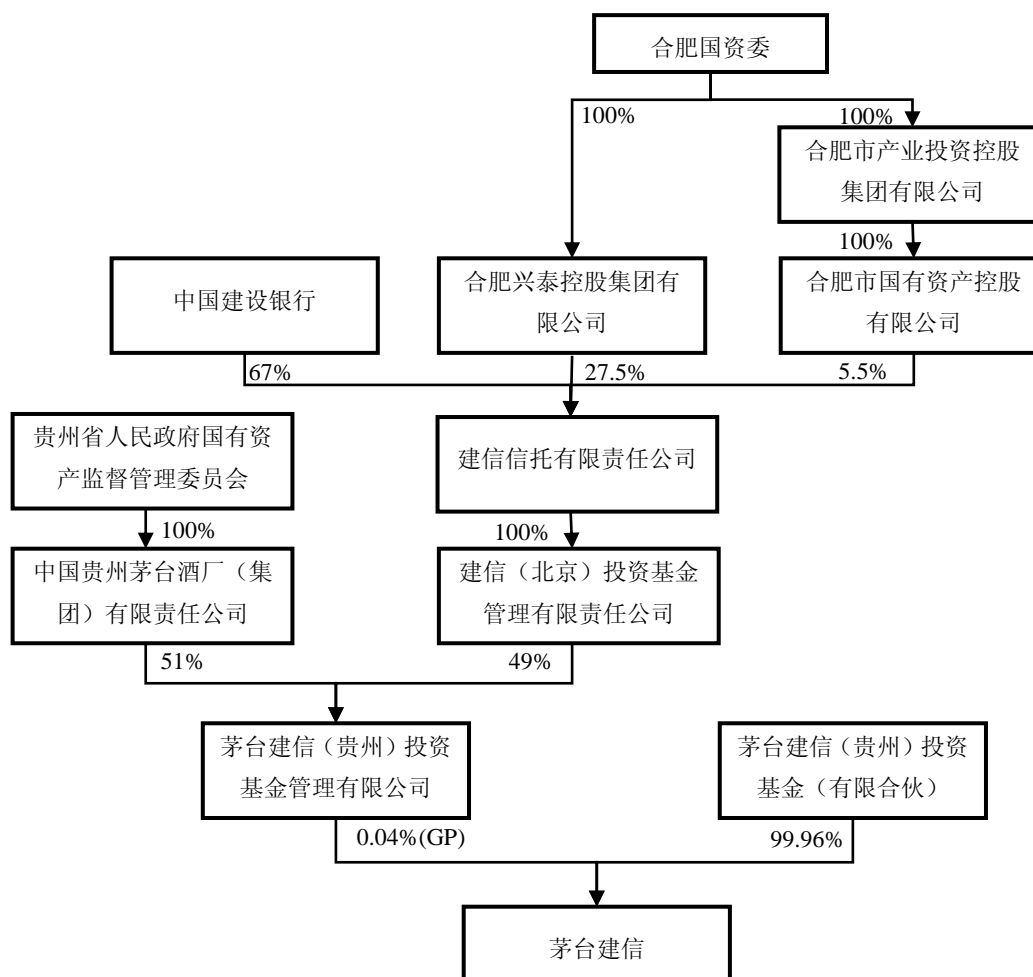 合肥国资委
100%
100%
合肥市产业投资控股
集团有限公司
100%
中国建设银行
合肥兴泰控股集团有
限公司
合肥市国有资产控股
有限公司
67%
27.5%
5.5%
贵州省人民政府国有资
产监督管理委员会
建信信托有限责任公司
100%
100%
中国贵州茅台酒厂（集
团）有限责任公司
建信（北京）投资基金
管理有限责任公司
51%
49%
茅台建信（贵州）投资
基金管理有限公司
茅台建信（贵州）投资
基金（有限合伙）
0.04%(GP)
99.96%
茅台建信